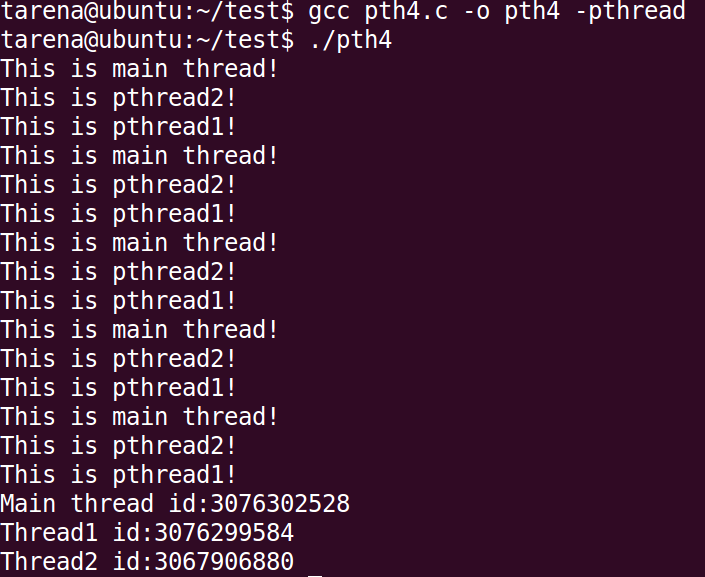 tarena@ubuntu:~/test$ gcc pth4.c -o pth4 -pthread
tarena@ubuntu:~/test$ ./pth4
This is main thread!
This is pthread2!
This is pthread1!
This is main thread!
This is pthread2!
This is pthread1!
This is main thread!
This is pthread2!
This is pthread1!
This is main thread!
This is pthread2!
This is pthread1!
This is main thread!
This is pthread2!
This is pthread1!
Main thread id:3076302528
Thread1 id:3076299584
Thread2 id:3067906880